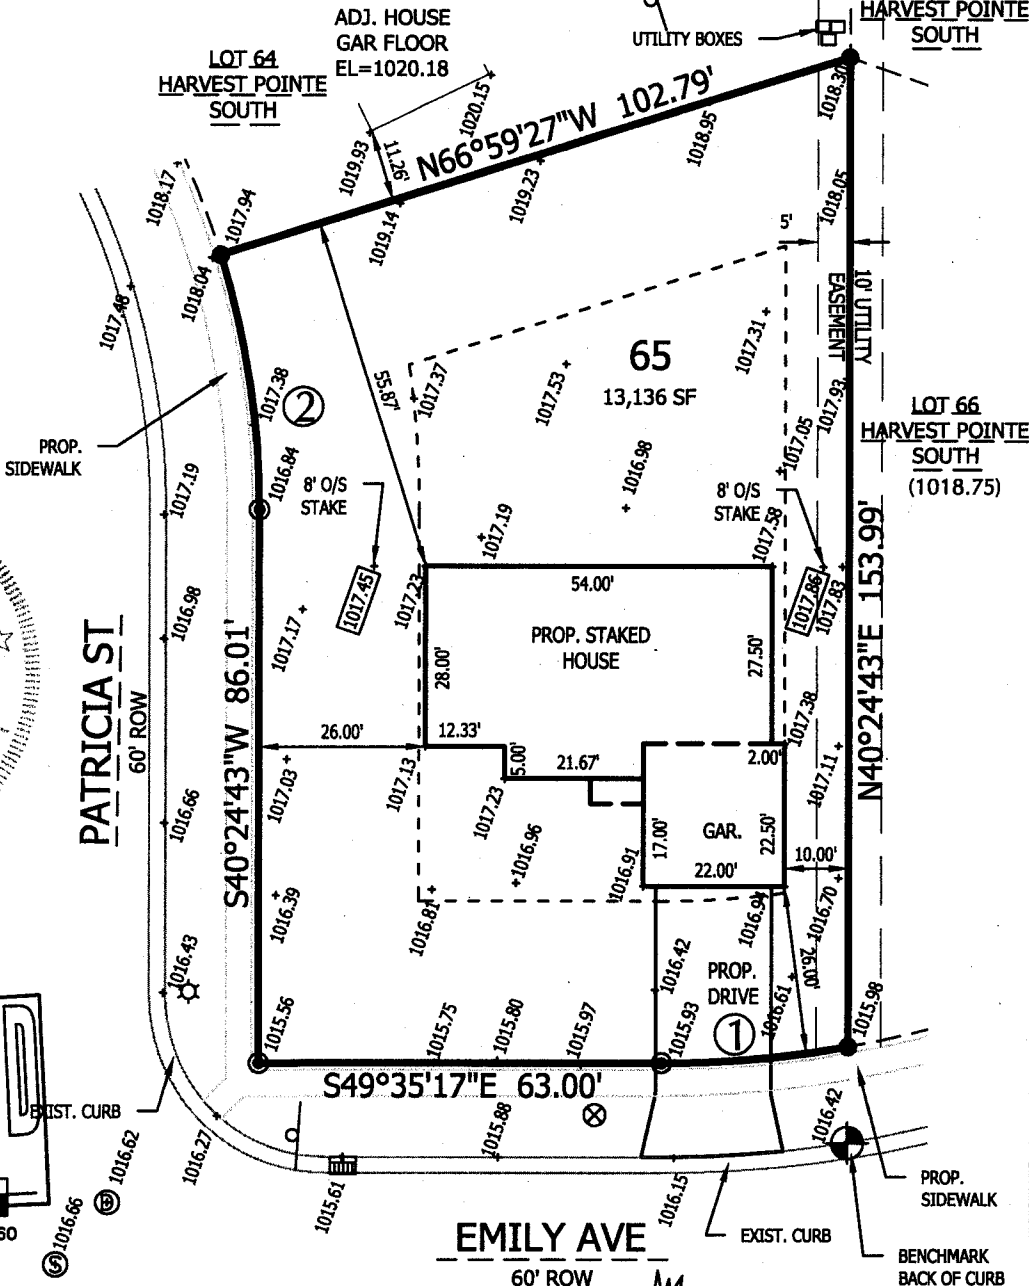 ADJ. HOUSE
GAR FLOOR
EL=1020.18
UTILITY BOXES
HARVEST POINTE
SOUTH
LOT 64
HARVEST POINTE
SOUTH
1020.15
1019.93
11.26'
N66°59'27"W 102.79'
1018.95
1018.30
1018.17
1017.94
1019.14
1019.23
1018.05
5'
1018.04
1017.48
10' UTILITY
EASEMENT
55.87'
1017.38
2
1017.37
1017.53
65
13,136 SF
1017.31
1017.93
1017.05
LOT 66
HARVEST POINTE
SOUTH
(1018.75)
PROP.
SIDEWALK
1017.19
1016.84
8' O/S
STAKE
1017.19
1016.98
8' O/S
STAKE
1017.58
1016.98
1017.17
1017.45
1017.23
54.00'
1017.86
1017.83
N40°24'43"E 153.99'
PROP. STAKED
HOUSE
28.00'
27.50'
PATRICIA ST
60' ROW
S40°24'43"W 86.01'
26.00'
12.33'
5.00'
21.67'
2.00'
1017.38
1017.11
1017.03
1017.13
1017.23
1016.66
1016.96
1016.91
17.00'
GAR.
22.50'
22.00'
10.00'
1016.39
1016.81
1016.94
1016.70
1016.43
1016.42
PROP.
DRIVE
26.00'
1016.61
1
1015.56
1015.75
1015.80
1015.97
1015.93
1015.98
S49°35'17"E 63.00'
EXIST. CURB
1016.62
1016.27
1015.88
1016.42
1015.61
1016.15
D
S
1016.66
60
PROP.
SIDEWALK
EXIST. CURB
EMILY AVE
60' ROW
BENCHMARK
BACK OF CURB